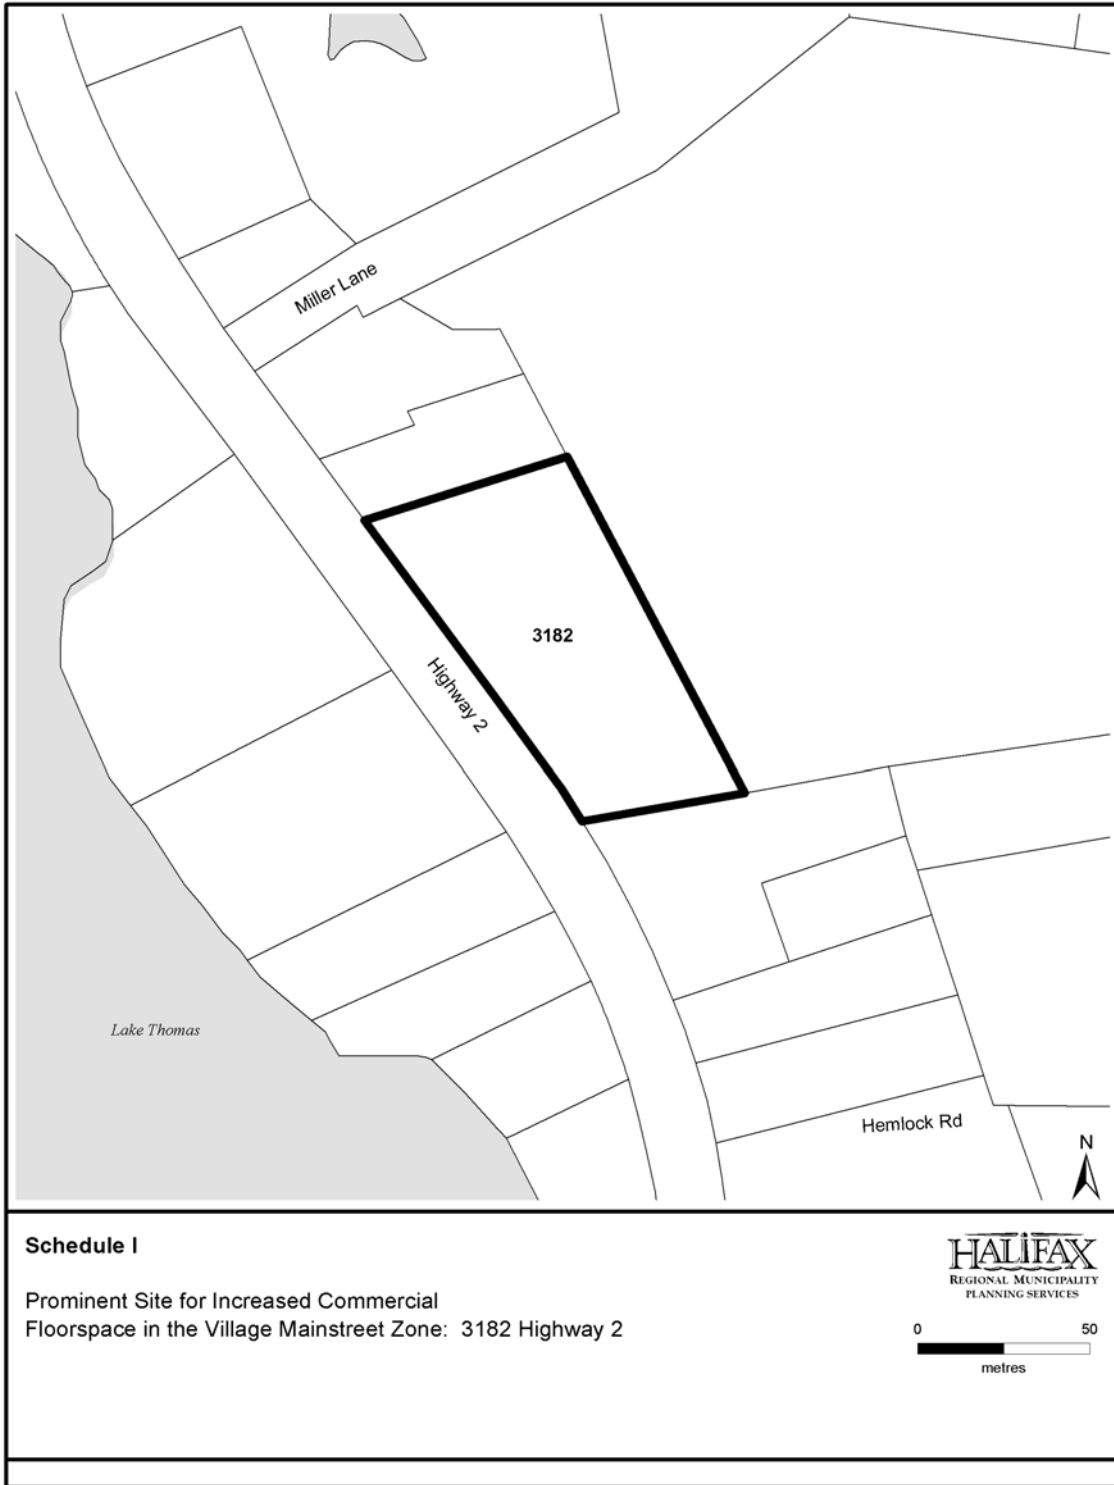 Miller Lane
3182
Highway 2
Lake Thomas
Hemlock Rd
N
Schedule I
Prominent Site for Increased Commercial
Floorspace in the Village Mainstreet Zone: 3182 Highway 2
HALIFAX
REGIONAL MUNICIPALITY
PLANNING SERVICES
0 50
metres